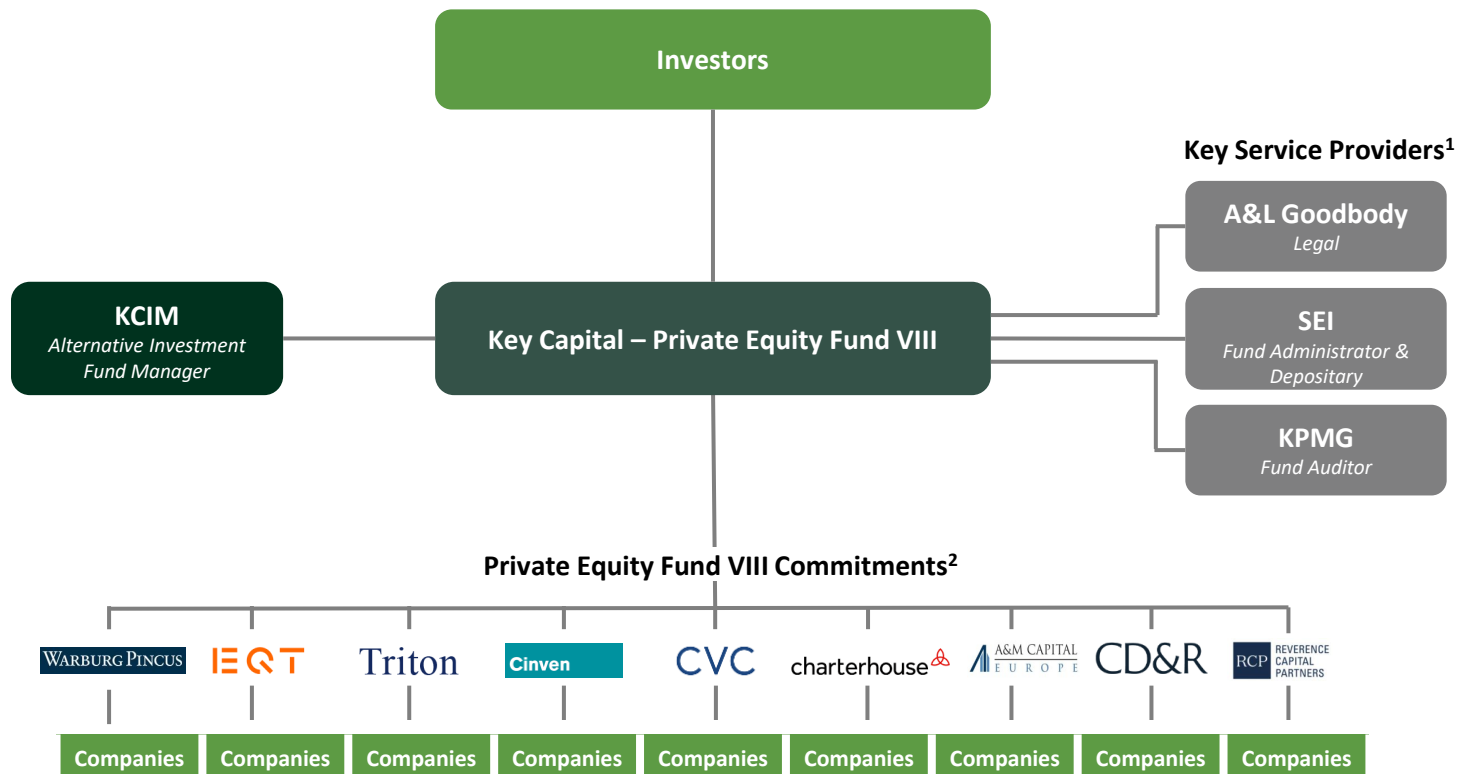 Investors
Key Service Providers¹
A&L Goodbody
Legal
KCIM
Alternative Investment
Fund Manager
Key Capital – Private Equity Fund VIII
SEI
Fund Administrator &
Depositary
KPMG
Fund Auditor
Private Equity Fund VIII Commitments²
WARBURG PINCUS
EQT
Triton
Cinven
CVC
charterhouse
A&M CAPITAL
EUROPE
CD&R
RCP
REVERENCE
CAPITAL
PARTNERS
Companies
Companies
Companies
Companies
Companies
Companies
Companies
Companies
Companies